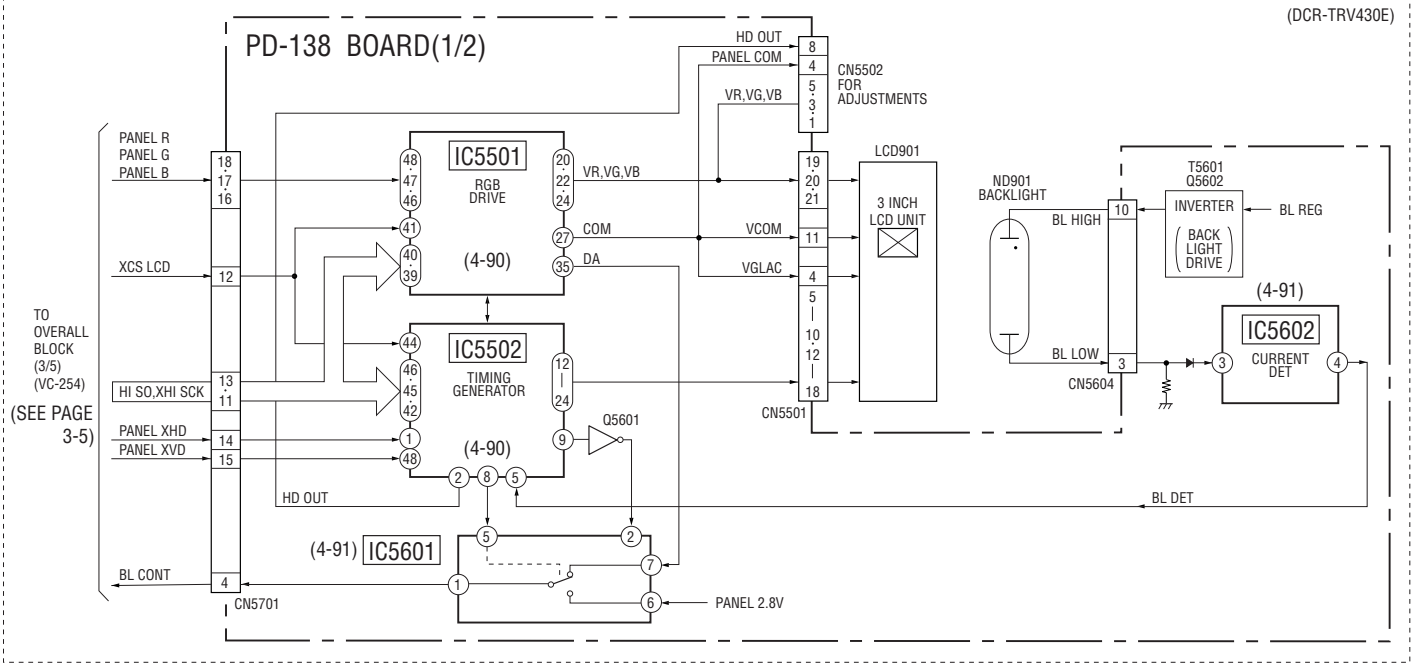 (DCR-TRV430E)
PD-138 BOARD(1/2)
HD OUT
8
PANEL COM
4
CN5502
FOR
ADJUSTMENTS
5
·
3
·
1
VR,VG,VB
PANEL R
PANEL G
PANEL B
18
·
17
·
16
48
·
47
·
46
IC5501
RGB
DRIVE
(4-90)
20
·
22
·
24
VR,VG,VB
19
·
20
·
21
LCD901
3 INCH
LCD UNIT
41
40
·
39
27
COM
VCOM
11
35
DA
VGLAC
4
XCS LCD
12
5
|
10
·
12
|
18
CN5501
ND901
BACKLIGHT
BL HIGH
10
T5601
Q5602
INVERTER
BACK
LIGHT
DRIVE
BL REG
(4-91)
IC5602
CURRENT
DET
3
4
BL LOW
3
CN5604
TO
OVERALL
BLOCK
(3/5)
(VC-254)
(SEE PAGE
3-5)
44
IC5502
TIMING
GENERATOR
(4-90)
46
·
45
·
42
12
|
24
HI SO,XHI SCK
13
·
11
PANEL XHD
14
1
PANEL XVD
15
48
9
Q5601
2
8
5
HD OUT
BL DET
(4-91)
IC5601
5
2
7
1
6
PANEL 2.8V
BL CONT
4
CN5701